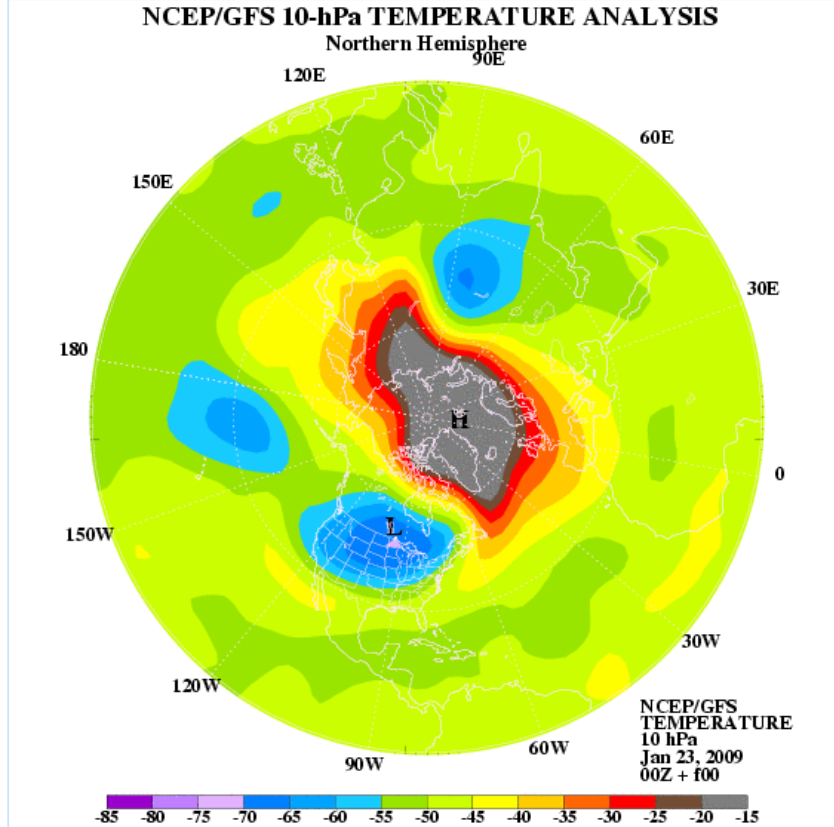 NCEP/GFS 10-hPa TEMPERATURE ANALYSIS
Northern Hemisphere
90E
120E
60E
150E
30E
180
H
0
L
150W
30W
120W
60W
90W
NCEP/GFS
TEMPERATURE
10 hPa
Jan 23, 2009
00Z + f00
-85 -80 -75 -70 -65 -60 -55 -50 -45 -40 -35 -30 -25 -20 -15